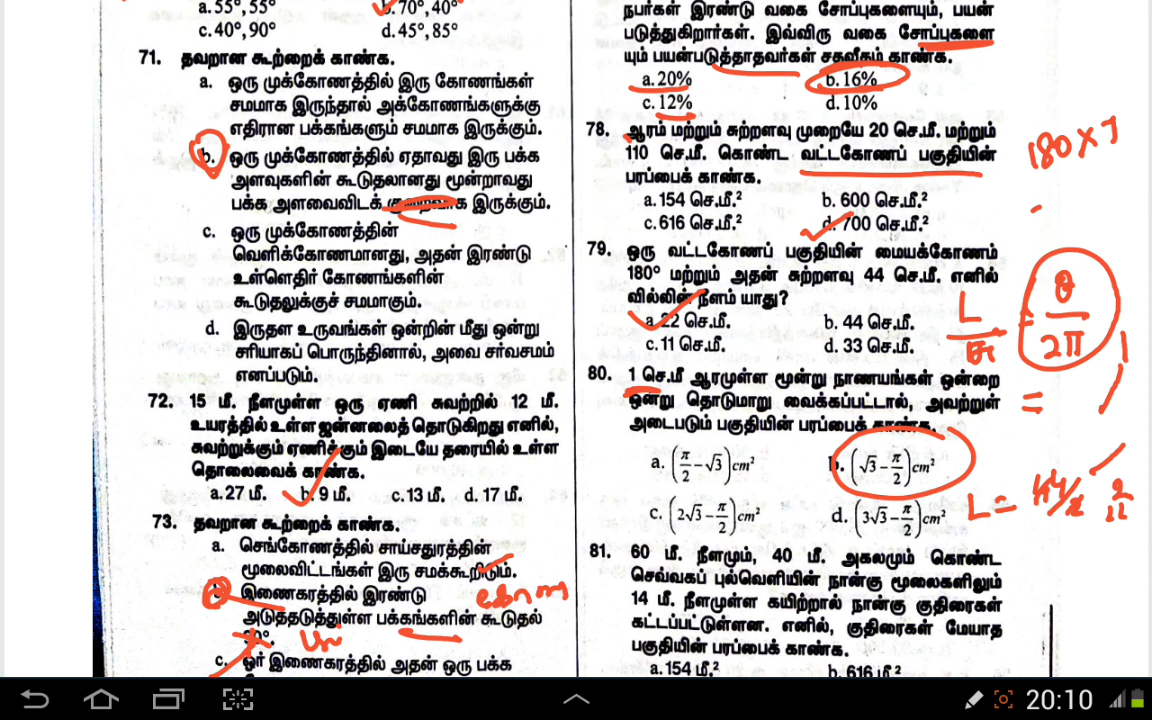 a. 55°, 55°
b. 70°, 40°
c. 40°, 90°
d. 45°, 85°
71. தவறான கூற்றைக் காண்க.
a. ஒரு முக்கோணத்தில் இரு கோணங்கள்
சமமாக இருந்தால் அக்கோணங்களுக்கு
எதிரான பக்கங்களும் சமமாக இருக்கும்.
b. ஒரு முக்கோணத்தில் ஏதாவது இரு பக்க
அளவுகளின் கூடுதலானது மூன்றாவது
பக்க அளவைவிடக் குறைவாக இருக்கும்.
c. ஒரு முக்கோணத்தின்
வெளிக்கோணமானது, அதன் இரண்டு
உள்ளெதிர் கோணங்களின்
கூடுதலுக்குச் சமமாகும்.
d. இருதள உருவங்கள் ஒன்றின் மீது ஒன்று
சரியாகப் பொருந்தினால், அவை சர்வசமம்
எனப்படும்.
72. 15 மீ. நீளமுள்ள ஒரு ஏணி சுவற்றில் 12 மீ.
உயரத்தில் உள்ள ஜன்னலைத் தொடுகிறது எனில்,
சுவற்றுக்கும் ஏணிக்கும் இடையே தரையில் உள்ள
தொலைவைக் காண்க.
a. 27 மீ. b. 9 மீ. c. 13 மீ. d. 17 மீ.
73. தவறான கூற்றைக் காண்க.
a. செங்கோணத்தில் சாய்சதுரத்தின்
மூலைவிட்டங்கள் இரு சமக்கூறிடும்.
b. இணைகரத்தில் இரண்டு
அடுத்தடுத்துள்ள பக்கங்களின் கூடுதல்
90°.
c. ஓர் இணைகரத்தில் அதன் ஒரு பக்க
நபர்கள் இரண்டு வகை சோப்புகளையும், பயன்
படுத்துகிறார்கள். இவ்விரு வகை சோப்புகளை
யும் பயன்படுத்தாதவர்கள் சதவீதம் காண்க.
a. 20% b. 16%
c. 12% d. 10%
78. ஆரம் மற்றும் சுற்றளவு முறையே 20 செ.மீ. மற்றும்
110 செ.மீ. கொண்ட வட்டகோணப் பகுதியின்
பரப்பைக் காண்க.
a. 154 செ.மீ.² b. 600 செ.மீ.²
c. 616 செ.மீ.² d. 700 செ.மீ.²
79. ஒரு வட்டகோணப் பகுதியின் மையக்கோணம்
180° மற்றும் அதன் சுற்றளவு 44 செ.மீ. எனில்
வில்லின் நீளம் யாது?
a. 22 செ.மீ. b. 44 செ.மீ.
c. 11 செ.மீ. d. 33 செ.மீ.
80. 1 செ.மீ ஆரமுள்ள மூன்று நாணயங்கள் ஒன்றை
ஒன்று தொடுமாறு வைக்கப்பட்டால், அவற்றுள்
அடைபடும் பகுதியின் பரப்பைக் காண்க.
a. (π/2 − √3) cm² b. (√3 − π/2) cm²
c. (2√3 − π/2) cm² d. (3√3 − π/2) cm²
81. 60 மீ. நீளமும், 40 மீ. அகலமும் கொண்ட
செவ்வகப் புல்வெளியின் நான்கு மூலைகளிலும்
14 மீ. நீளமுள்ள கயிற்றால் நான்கு குதிரைகள்
கட்டப்பட்டுள்ளன. எனில், குதிரைகள் மேயாத
பகுதியின் பரப்பைக் காண்க.
a. 154 மீ.² b. 616 மீ.²
180 x 7
θ
2π
L
=
L =
20:10